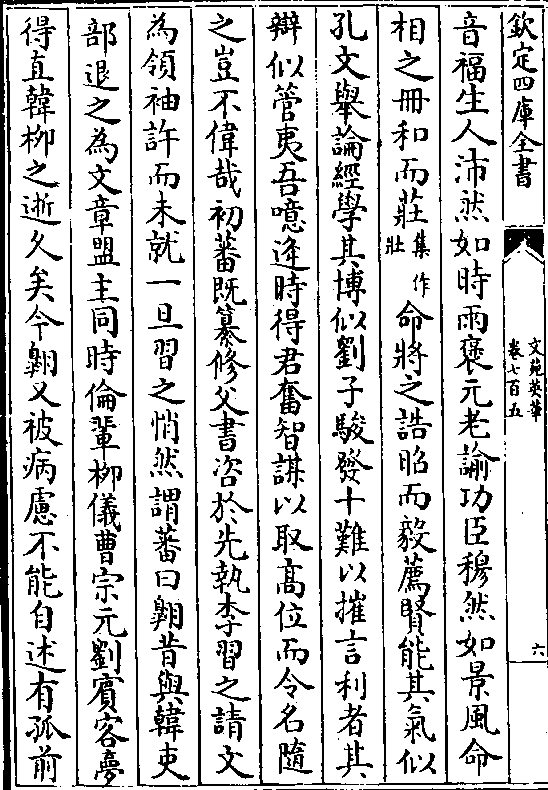 欽定四庫全書
文苑英華
卷七百五
六
音福生人沛然如時雨褒元老諭功臣穆然如景風命
相之冊和而莊集作壯命將之誥昭而毅薦賢能其氣似
孔文舉論經學其博似劉子駿發十難以摧言利者其
辯似管夷吾噫逢時得君奮智謀以取高位而令名隨
之豈不偉哉初蕃既纂修父書咨於先執李習之請文
為領袖許而未就一旦習之悄然謂蕃曰翺昔與韓吏
部退之為文章盟主同時倫輩柳儀曹宗元劉賓客夢
得直韓柳之逝久矣今翺又被病慮不能自述有孤前